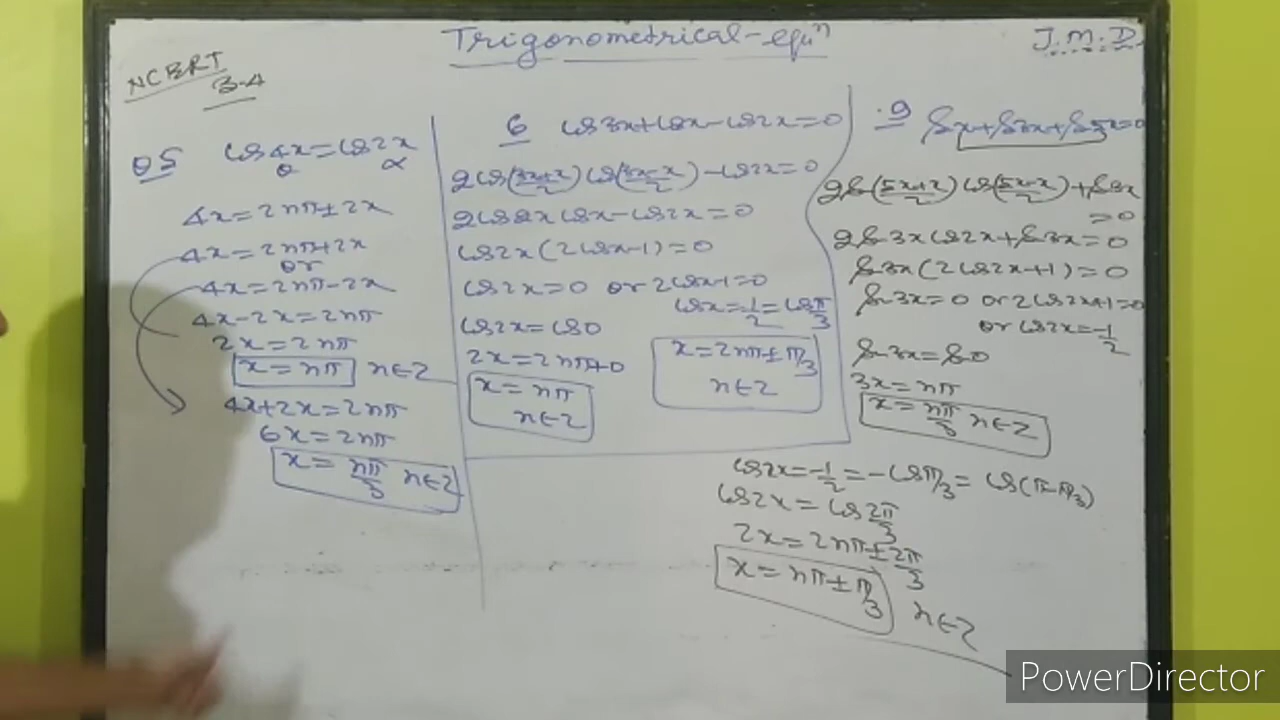 Trigonometrical-equⁿ
J.M.D.
NCERT
3.4
Q5 cos4x=cos2x
θ α
4x=2nπ±2x
4x=2nπ+2x
or
4x=2nπ-2x
4x-2x=2nπ
2x=2nπ
x=nπ n∈Z
4x+2x=2nπ
6x=2nπ
x=nπ/3 n∈Z
6 cos3x+cosx-cos2x=0
2cos(3x+x/2)cos(3x-x/2)-cos2x=0
2cos2x cosx-cos2x=0
cos2x(2cosx-1)=0
cos2x=0 or 2cosx-1=0
cosx=1/2=cosπ/3
cos2x=cos0
2x=2nπ+0
x=nπ
n∈Z
x=2nπ±π/3
n∈Z
9 sinx+sin3x+sin5x=0
2sin(5x+x/2)cos(5x-x/2)+sin3x
=0
2sin3xcos2x+sin3x=0
sin3x(2cos2x+1)=0
sin3x=0 or 2cos2x+1=0
or cos2x=-1/2
sin3x=sin0
3x=nπ
x=nπ/3 n∈Z
cos2x=-1/2=-cosπ/3=cos(π-π/3)
cos2x=cos2π/3
2x=2nπ±2π/3
x=nπ±π/3 n∈Z
PowerDirector